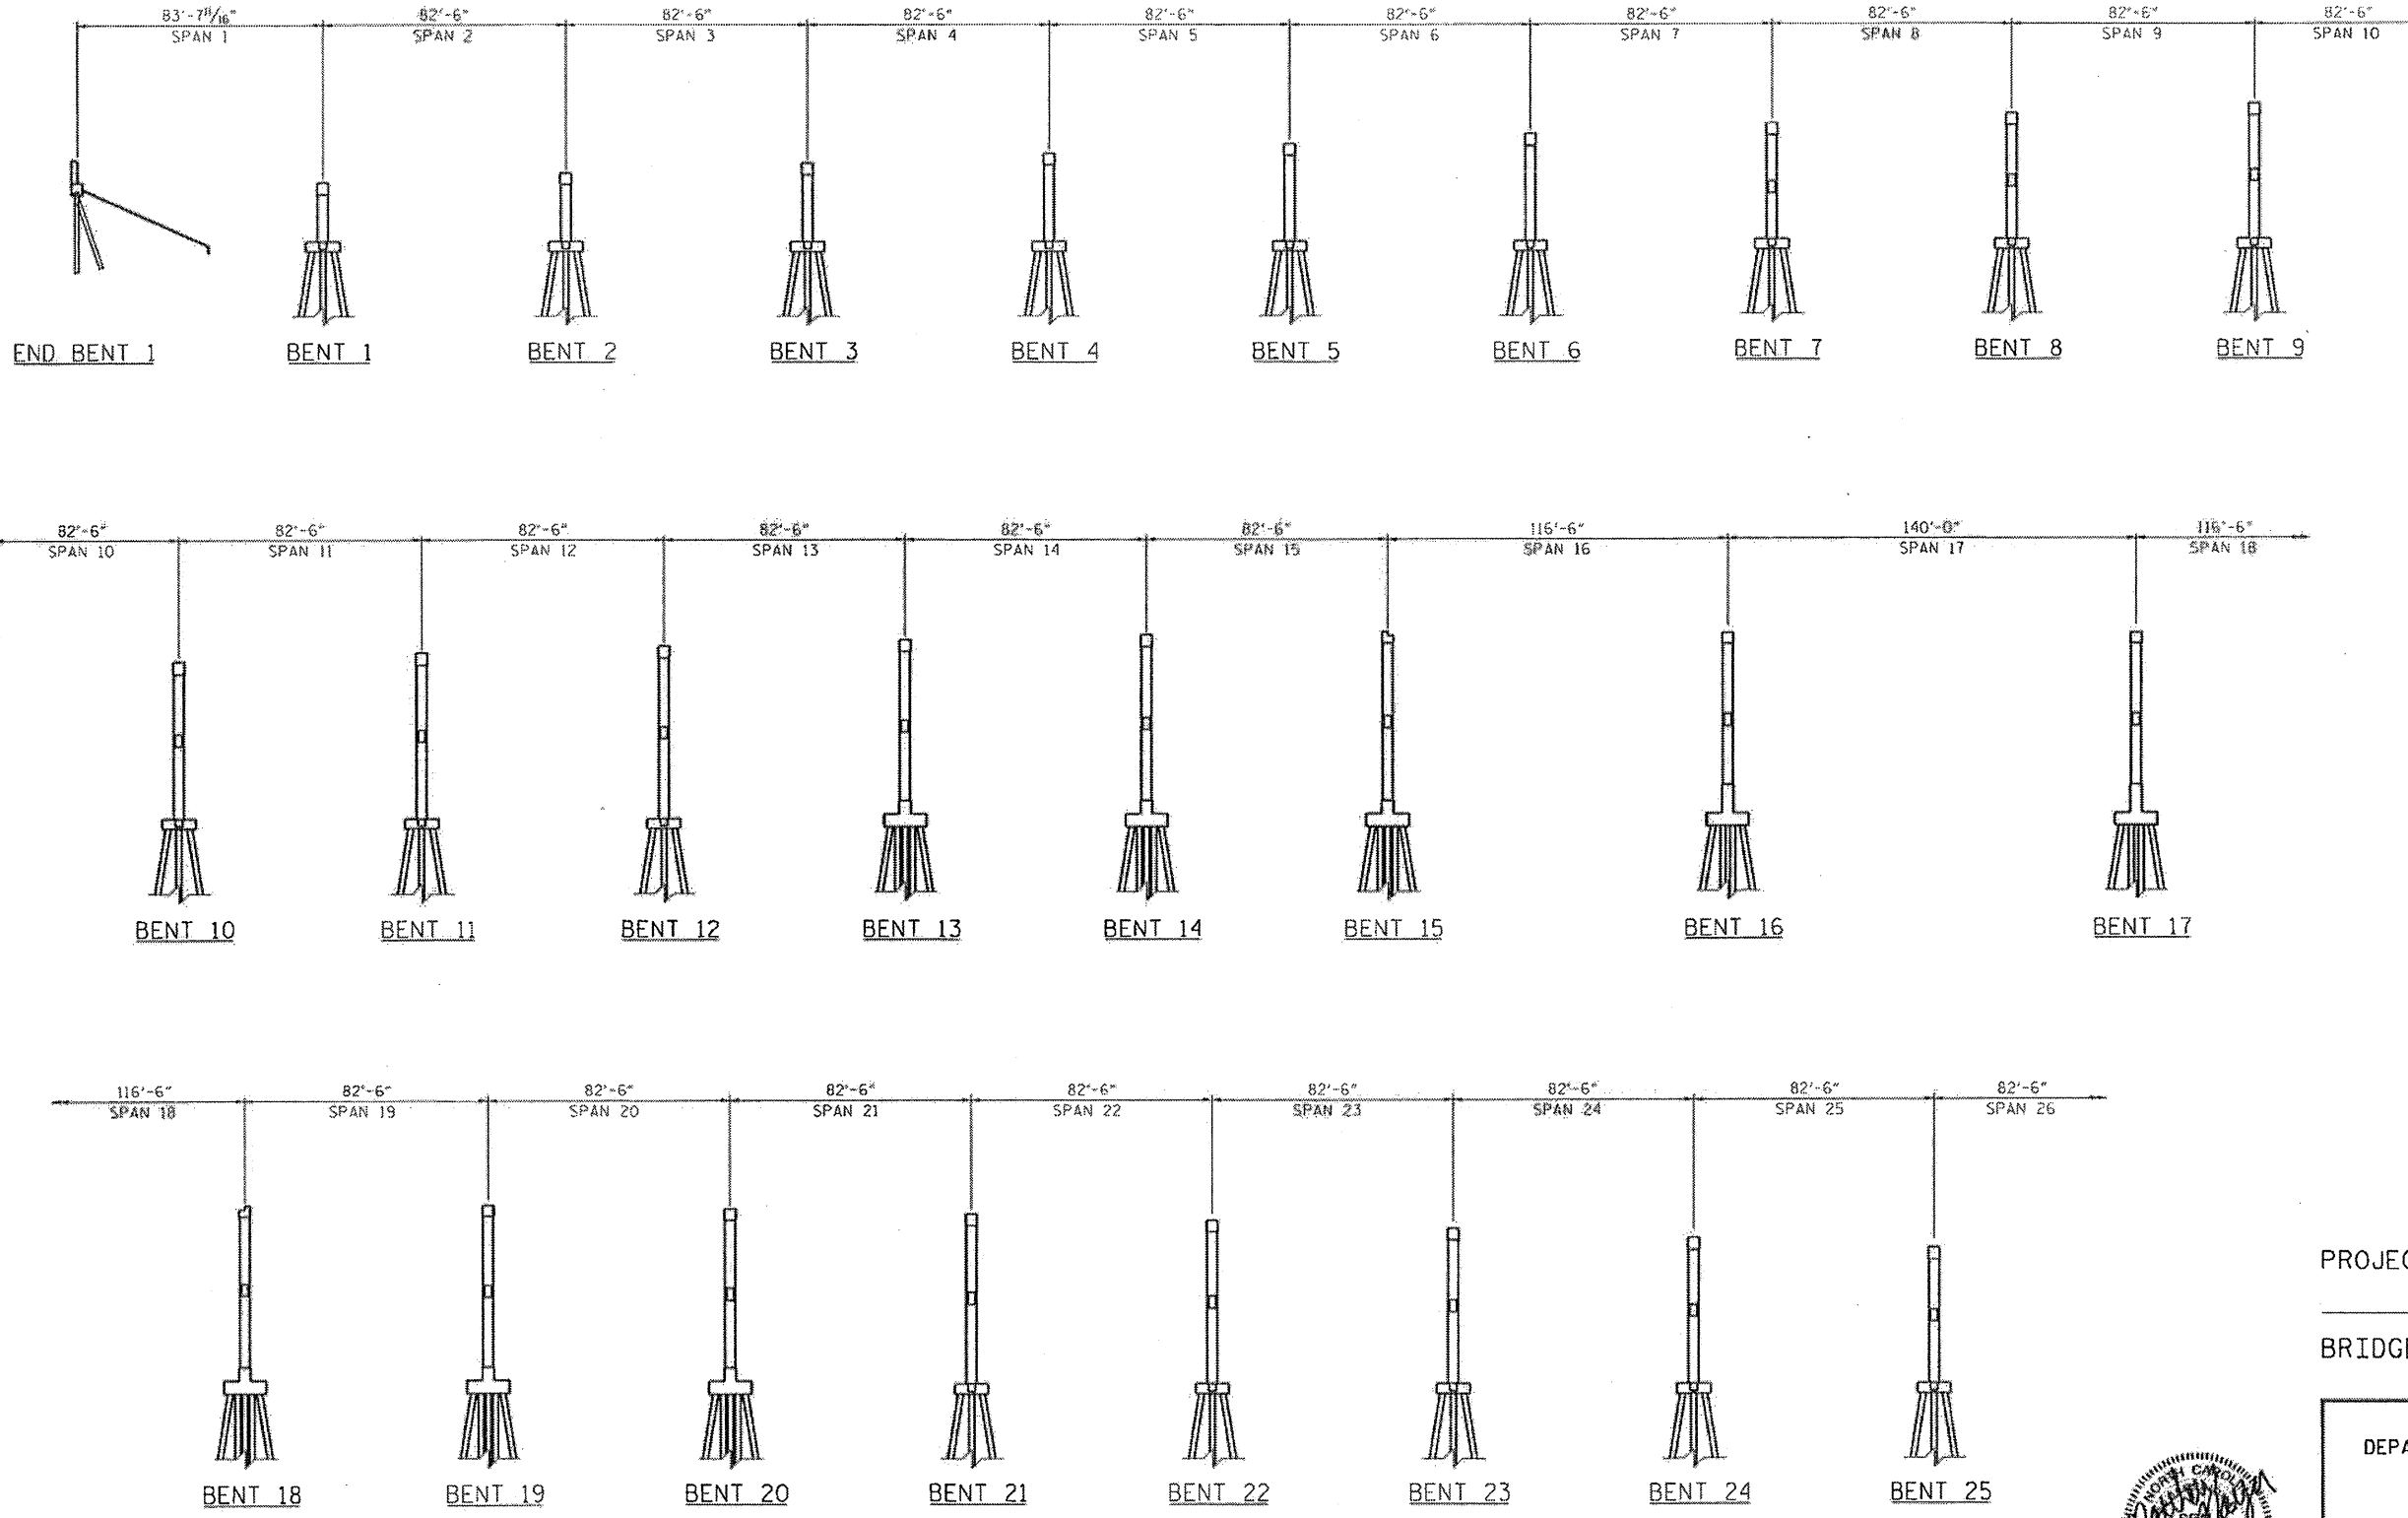 83'-7 11/16" 82'-6" 82'-6" 82'-6" 82'-6" 82'-6" 82'-6" 82'-6" 82'-6" 82'-6"
SPAN 1 SPAN 2 SPAN 3 SPAN 4 SPAN 5 SPAN 6 SPAN 7 SPAN 8 SPAN 9 SPAN 10
END BENT 1 BENT 1 BENT 2 BENT 3 BENT 4 BENT 5 BENT 6 BENT 7 BENT 8 BENT 9
82'-6" 82'-6" 82'-6" 82'-6" 82'-6" 82'-6" 116'-6" 140'-0" 116'-6"
SPAN 10 SPAN 11 SPAN 12 SPAN 13 SPAN 14 SPAN 15 SPAN 16 SPAN 17 SPAN 18
BENT 10 BENT 11 BENT 12 BENT 13 BENT 14 BENT 15 BENT 16 BENT 17
116'-6" 82'-6" 82'-6" 82'-6" 82'-6" 82'-6" 82'-6" 82'-6" 82'-6"
SPAN 18 SPAN 19 SPAN 20 SPAN 21 SPAN 22 SPAN 23 SPAN 24 SPAN 25 SPAN 26
BENT 18 BENT 19 BENT 20 BENT 21 BENT 22 BENT 23 BENT 24 BENT 25
PROJEC
BRIDGE
DEPA
NORTH CAROLI